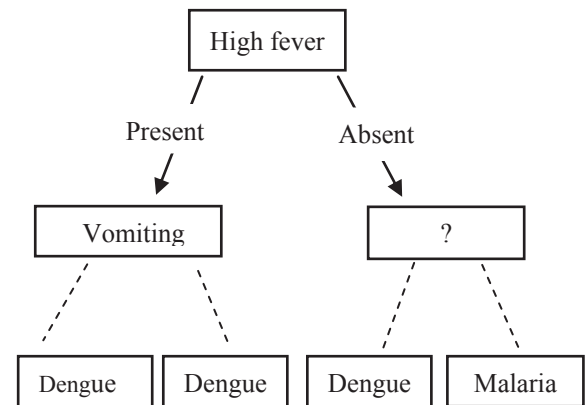 High fever
Present
Absent
Vomiting
?
Dengue
Dengue
Dengue
Malaria